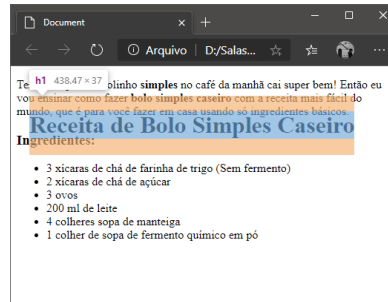 Document
Arquivo | D:/Salas...
h1 438.47 × 37
olinho simples no café da manhã cai super bem! Então eu
vou ensinar como fazer bolo simples caseiro com a receita mais fácil do
mundo, que é para você fazer em casa usando só ingredientes básicos.
Receita de Bolo Simples Caseiro
Ingredientes:
3 xícaras de chá de farinha de trigo (Sem fermento)
2 xícaras de chá de açúcar
3 ovos
200 ml de leite
4 colheres sopa de manteiga
1 colher de sopa de fermento químico em pó